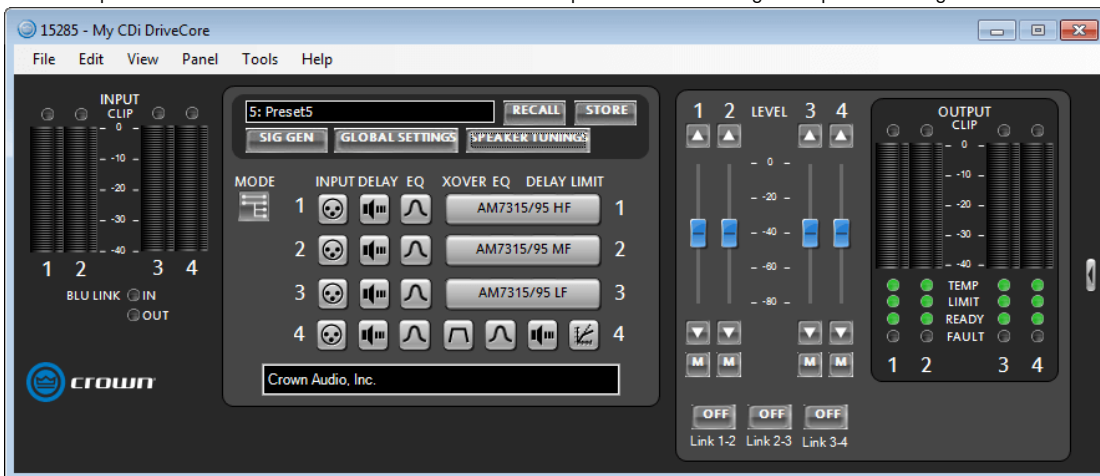 15285 - My CDi DriveCore
File Edit View Panel Tools Help
INPUT
CLIP
- 0 -
- -10 -
- -20 -
- -30 -
- -40 -
1 2 3 4
BLU LINK IN
OUT
crown
5: Preset5 RECALL STORE
SIG GEN GLOBAL SETTINGS SPEAKER TUNINGS
MODE INPUT DELAY EQ XOVER EQ DELAY LIMIT
1 AM7315/95 HF 1
2 AM7315/95 MF 2
3 AM7315/95 LF 3
4 4
Crown Audio, Inc.
1 2 LEVEL 3 4
- 0 -
- -20 -
- -40 -
- -60 -
- -80 -
M M M M
OFF OFF OFF
Link 1-2 Link 2-3 Link 3-4
OUTPUT
CLIP
- 0 -
- -10 -
- -20 -
- -30 -
- -40 -
TEMP
LIMIT
READY
FAULT
1 2 3 4